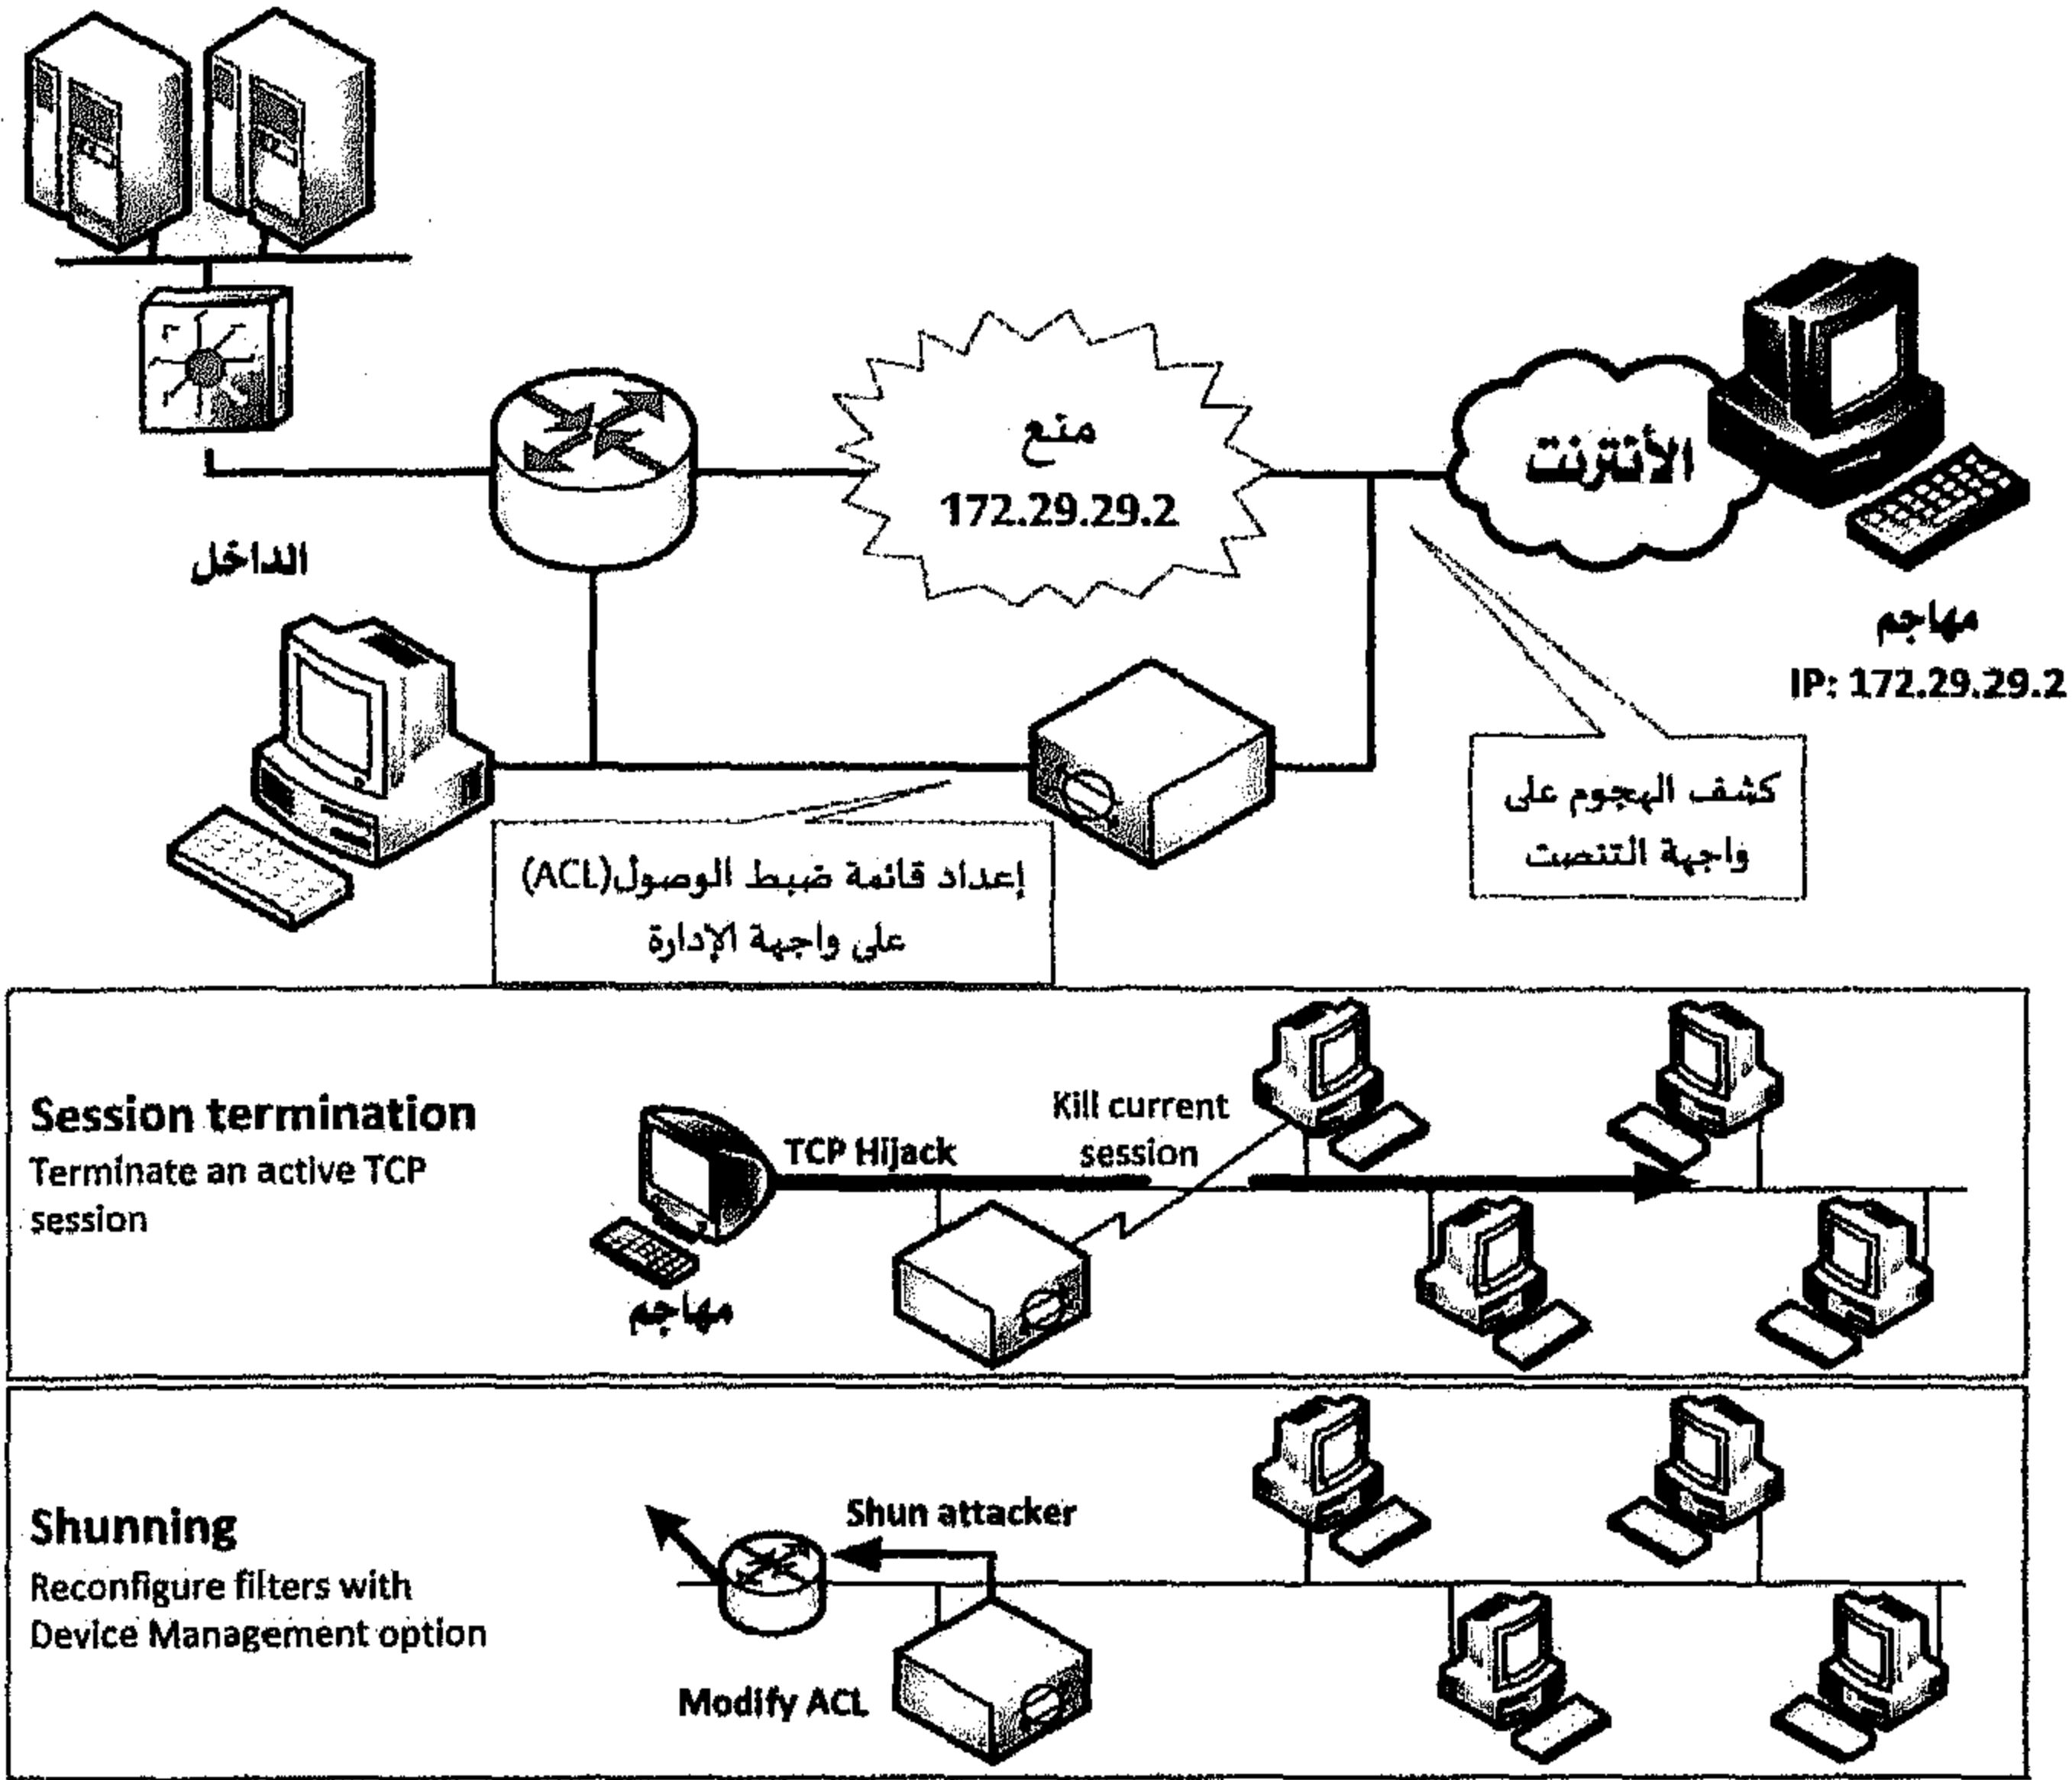 منع
172.29.29.2
الأنترنت
الداخل
مهاجم
IP: 172.29.29.2
كشف الهجوم على
واجهة التنصت
إعداد قائمة ضبط الوصول(ACL)
على واجهة الإدارة
Session termination
Terminate an active TCP
session
TCP Hijack
Kill current
session
مهاجم
Shunning
Reconfigure filters with
Device Management option
Shun attacker
Modify ACL